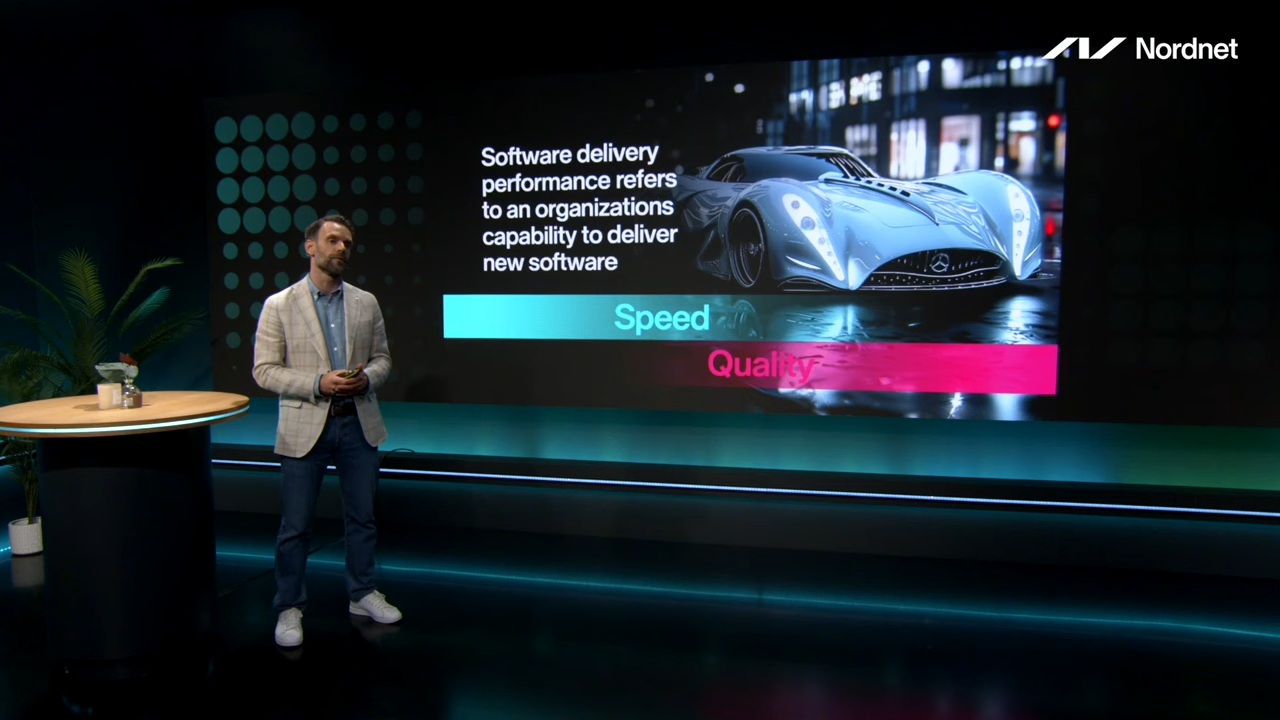 Nordnet
Software delivery
performance refers
to an organizations
capability to deliver
new software
Speed
Quality